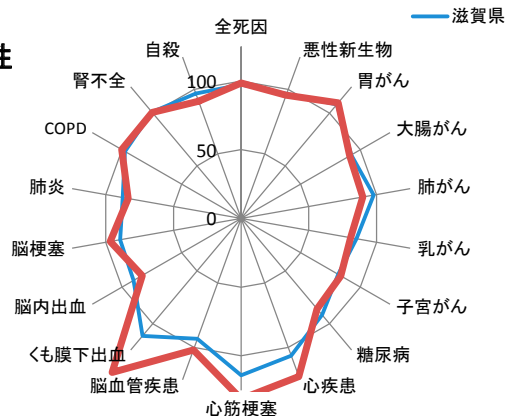 滋賀県
性
全死因
悪性新生物
胃がん
大腸がん
肺がん
乳がん
子宮がん
糖尿病
心疾患
心筋梗塞
脳血管疾患
くも膜下出血
脳内出血
脳梗塞
肺炎
COPD
腎不全
自殺
100
50
0